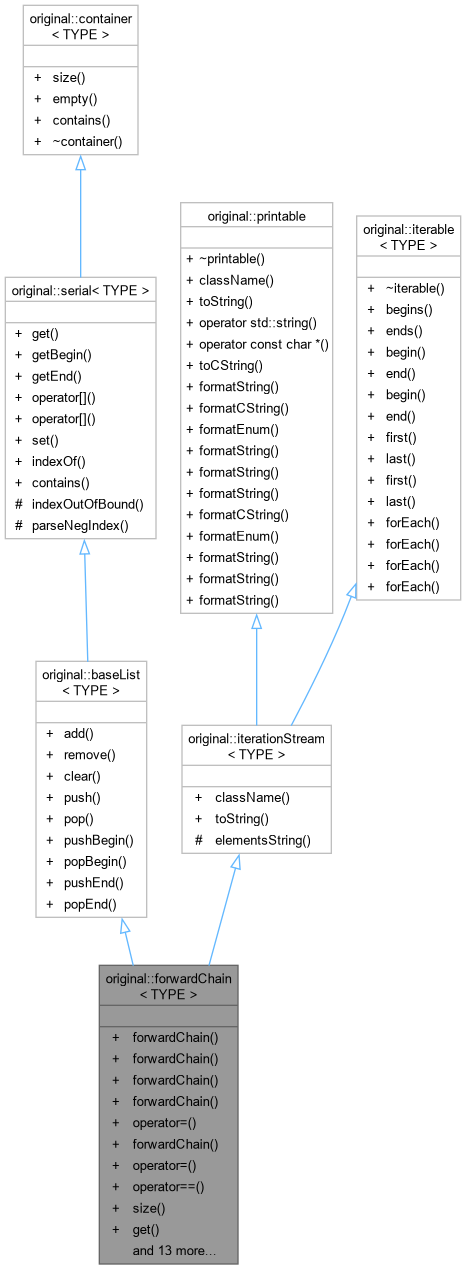 original::container
< TYPE >
+ size()
+ empty()
+ contains()
+ ~container()
original::serial< TYPE >
+ get()
+ getBegin()
+ getEnd()
+ operator[]()
+ operator[]()
+ set()
+ indexOf()
+ contains()
# indexOutOfBound()
# parseNegIndex()
original::printable
+ ~printable()
+ className()
+ toString()
+ operator std::string()
+ operator const char *()
+ toCString()
+ formatString()
+ formatCString()
+ formatEnum()
+ formatString()
+ formatString()
+ formatString()
+ formatCString()
+ formatEnum()
+ formatString()
+ formatString()
+ formatString()
original::iterable
< TYPE >
+ ~iterable()
+ begins()
+ ends()
+ begin()
+ end()
+ begin()
+ end()
+ first()
+ last()
+ first()
+ last()
+ forEach()
+ forEach()
+ forEach()
+ forEach()
original::baseList
< TYPE >
+ add()
+ remove()
+ clear()
+ push()
+ pop()
+ pushBegin()
+ popBegin()
+ pushEnd()
+ popEnd()
original::iterationStream
< TYPE >
+ className()
+ toString()
# elementsString()
original::forwardChain
< TYPE >
+ forwardChain()
+ forwardChain()
+ forwardChain()
+ forwardChain()
+ operator=()
+ forwardChain()
+ operator=()
+ operator==()
+ size()
+ get()
and 13 more...